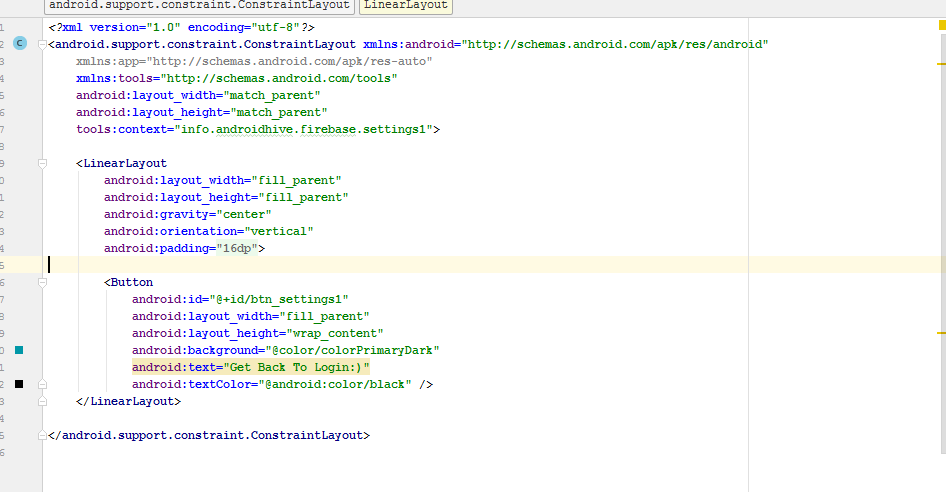 android.support.constraint.ConstraintLayout LinearLayout
1 <?xml version="1.0" encoding="utf-8"?>
2 C <android.support.constraint.ConstraintLayout xmlns:android="http://schemas.android.com/apk/res/android"
3 xmlns:app="http://schemas.android.com/apk/res-auto"
4 xmlns:tools="http://schemas.android.com/tools"
5 android:layout_width="match_parent"
6 android:layout_height="match_parent"
7 tools:context="info.androidhive.firebase.settings1">
8
9 <LinearLayout
0 android:layout_width="fill_parent"
1 android:layout_height="fill_parent"
2 android:gravity="center"
3 android:orientation="vertical"
4 android:padding="16dp">
5
6 <Button
7 android:id="@+id/btn_settings1"
8 android:layout_width="fill_parent"
9 android:layout_height="wrap_content"
0 android:background="@color/colorPrimaryDark"
1 android:text="Get Back To Login:)"
2 android:textColor="@android:color/black" />
3 </LinearLayout>
4
5 </android.support.constraint.ConstraintLayout>
6